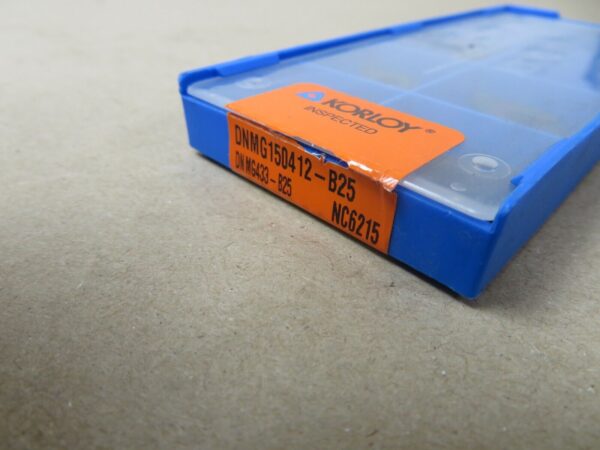 KORLOY ®
INSPECTED
DNMG150412-B25
DNMG433-B25
NC6215